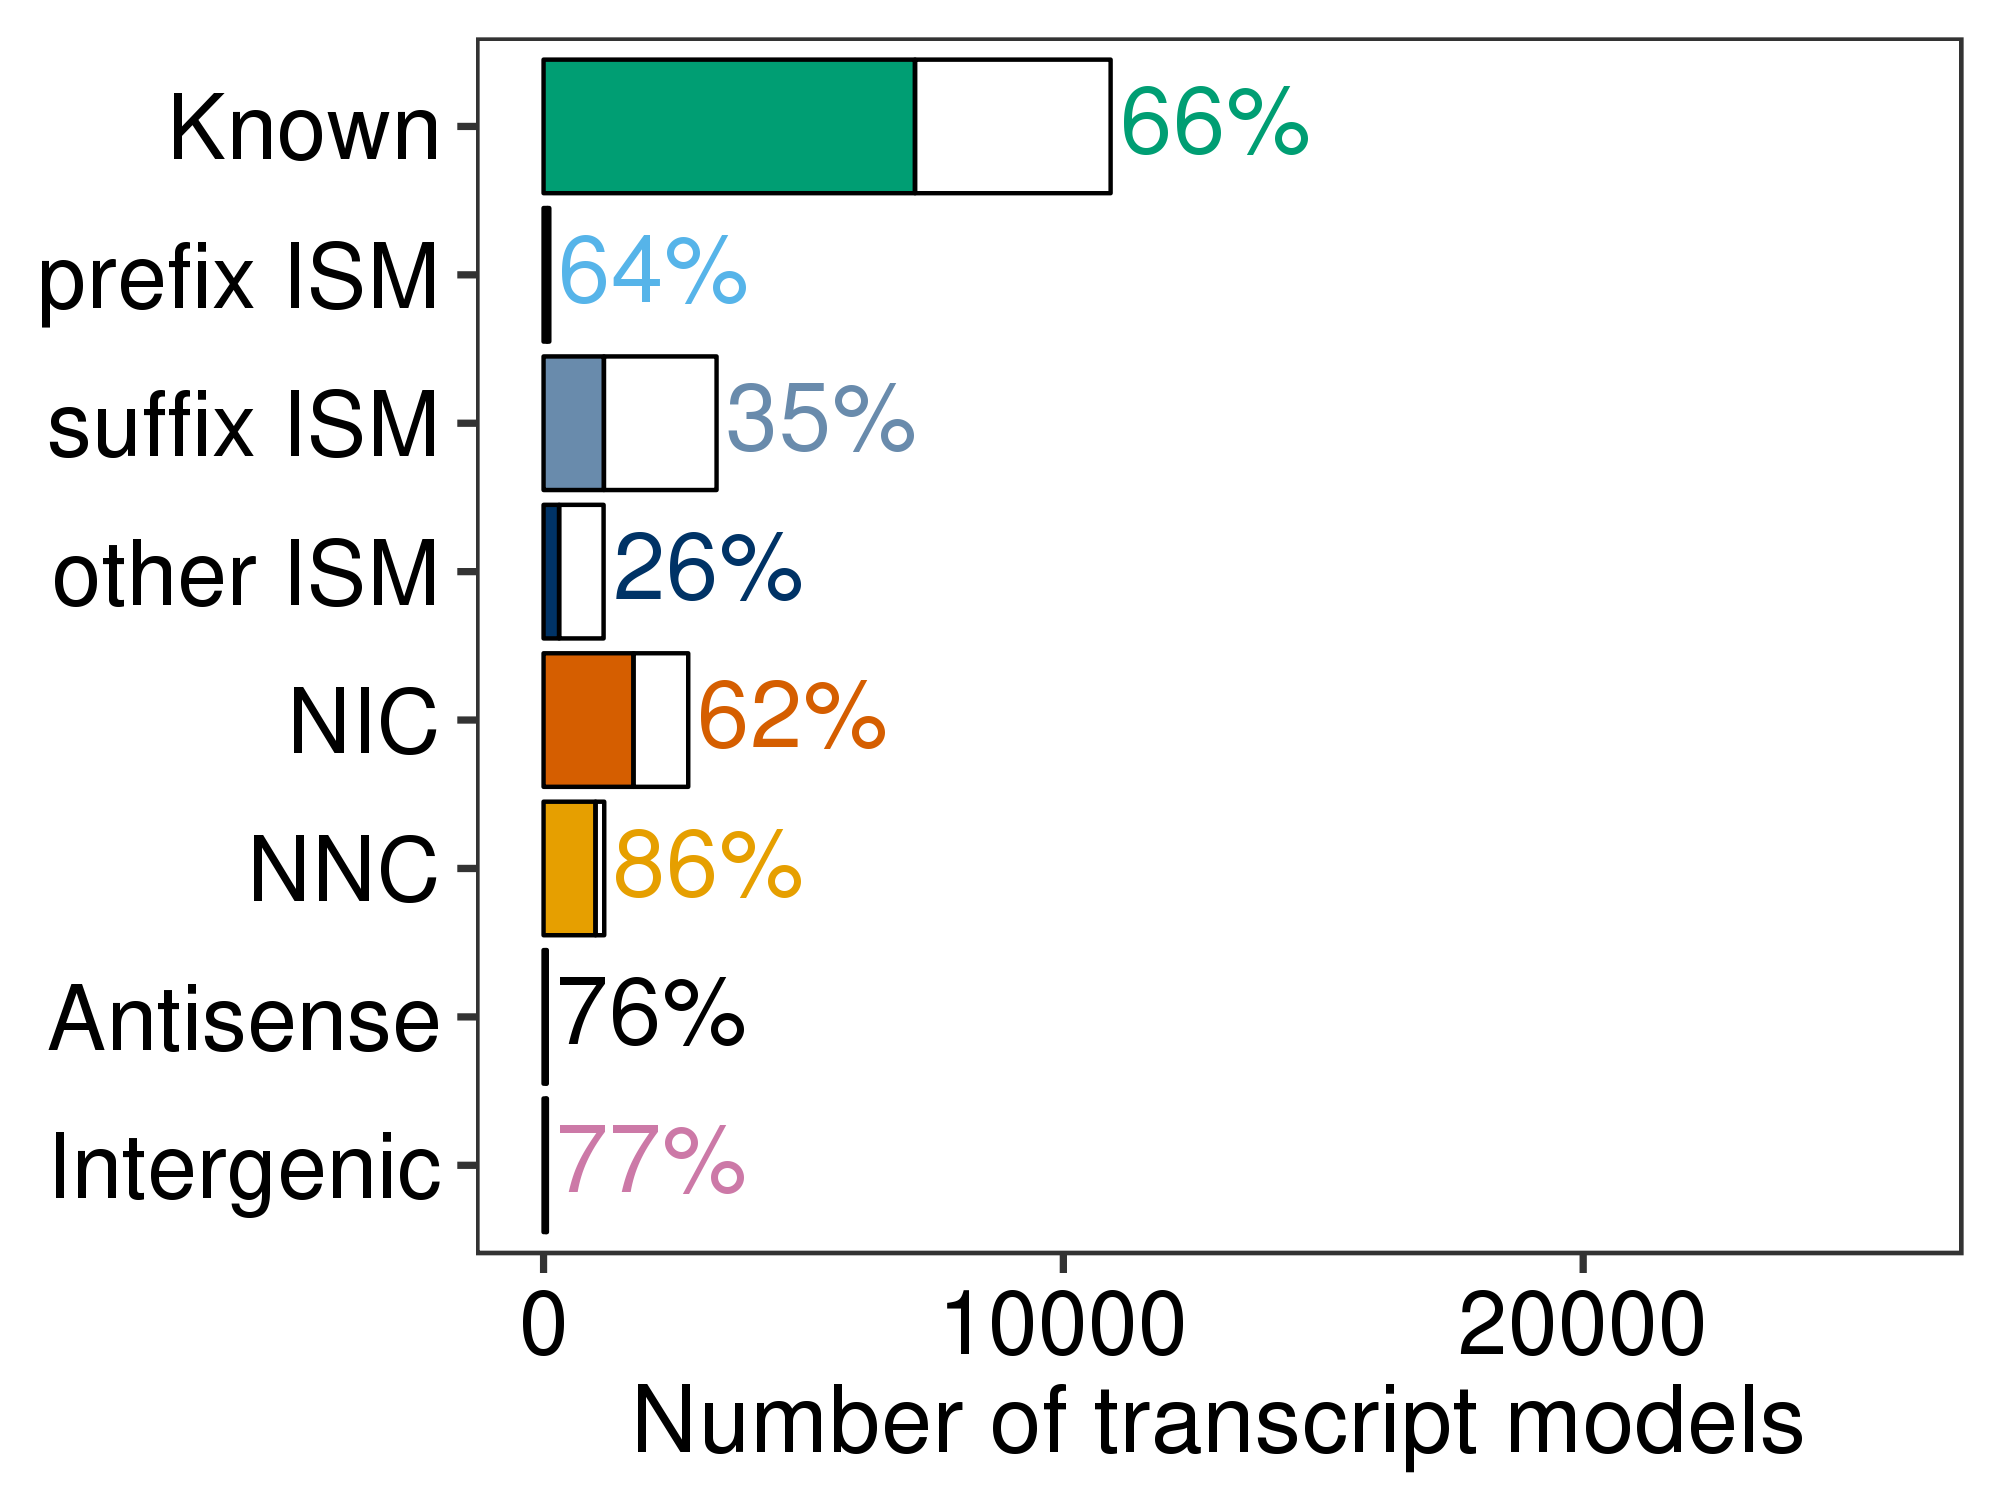 Known 66%
prefix ISM 64%
suffix ISM 35%
other ISM 26%
NIC 62%
NNC 86%
Antisense 76%
Intergenic 77%
0 10000 20000
Number of transcript models